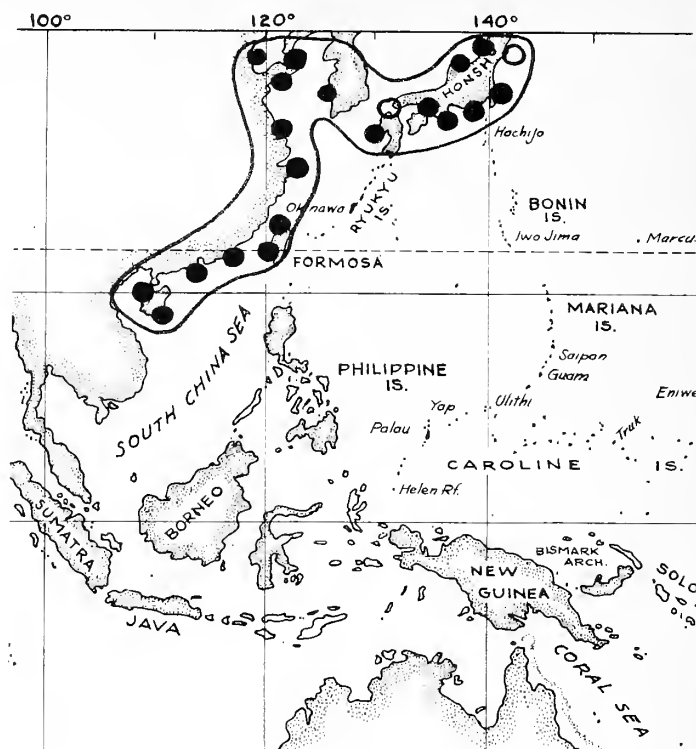 100° 120° 140°
HONSHU
Hachijo
Okinawa
RYUKYU
IS.
BONIN
IS.
Iwo Jima
Marcus
FORMOSA
MARIANA
IS.
Saipan
Guam
SOUTH CHINA SEA
PHILIPPINE
IS.
Yap
Ulithi
Eniwe
Palau
Truk
CAROLINE IS.
Helen Rf.
BORNEO
SUMATRA
JAVA
NEW
GUINEA
BISMARK
ARCH.
SOLO
CORAL SEA